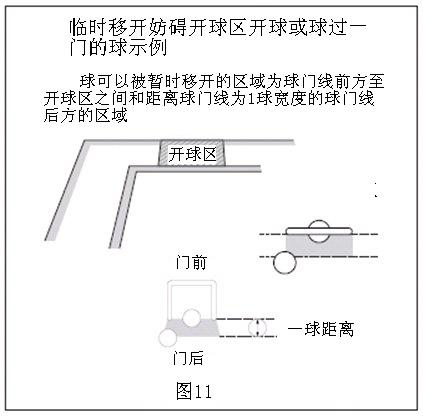 临时移开妨碍开球区开球或球过一
门的球示例
球可以被暂时移开的区域为球门线前方至
开球区之间和距离球门线为1球宽度的球门线
后方的区域
开球区
门前
一球距离
门后
图11